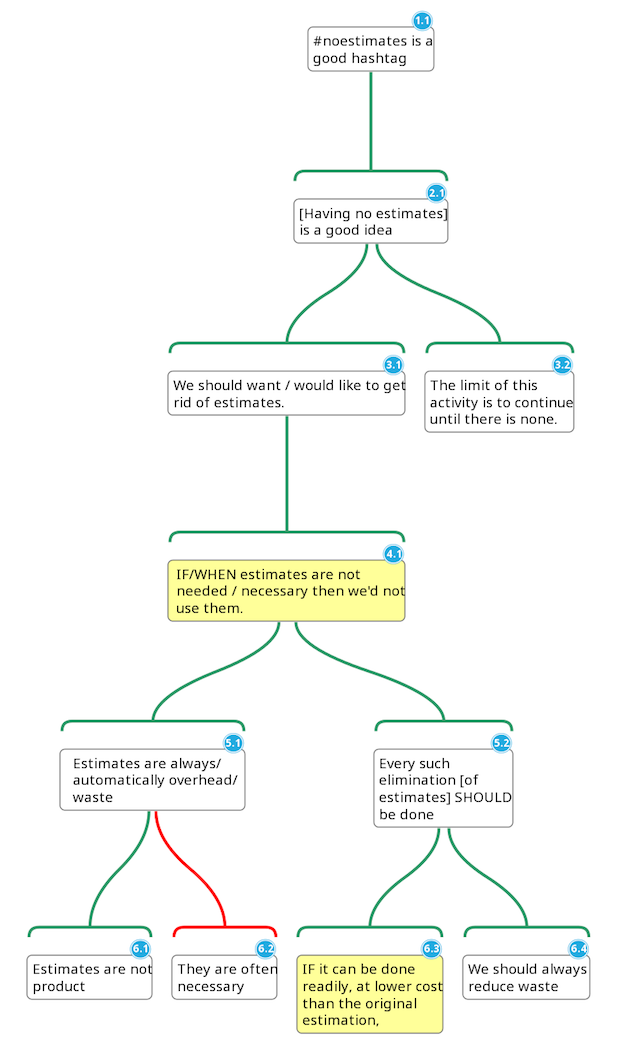 1.1
#noestimates is a
good hashtag
2.1
[Having no estimates]
is a good idea
3.1
We should want / would like to get
rid of estimates.
3.2
The limit of this
activity is to continue
until there is none.
4.1
IF/WHEN estimates are not
needed / necessary then we'd not
use them.
5.1
Estimates are always/
automatically overhead/
waste
5.2
Every such
elimination [of
estimates] SHOULD
be done
6.1
Estimates are not
product
6.2
They are often
necessary
6.3
IF it can be done
readily, at lower cost
than the original
estimation,
6.4
We should always
reduce waste